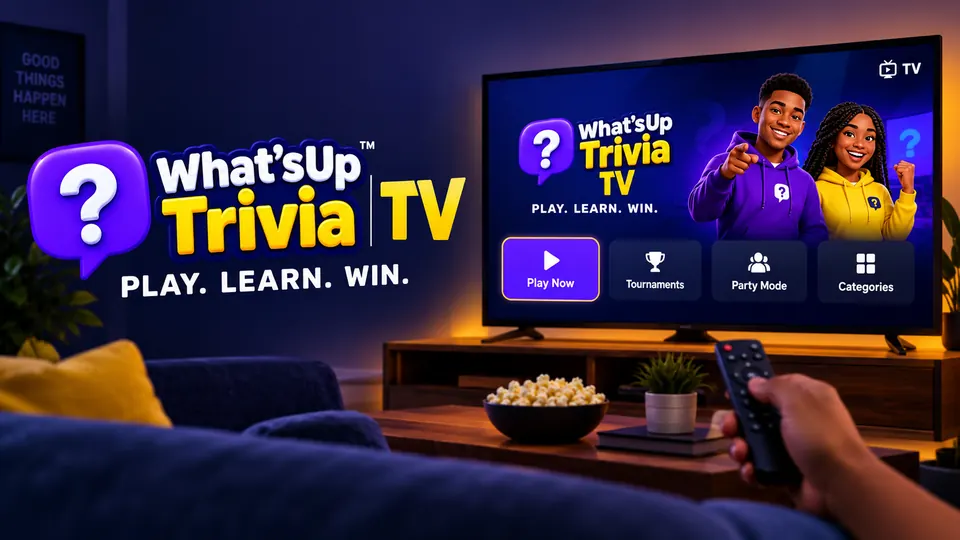 GOOD
THINGS
HAPPEN
HERE
?
What'sUp™
Trivia
TV
PLAY. LEARN. WIN.
TV
?
What'sUp
Trivia
TV
PLAY. LEARN. WIN.
?
?
?
Play Now
Tournaments
Party Mode
Categories